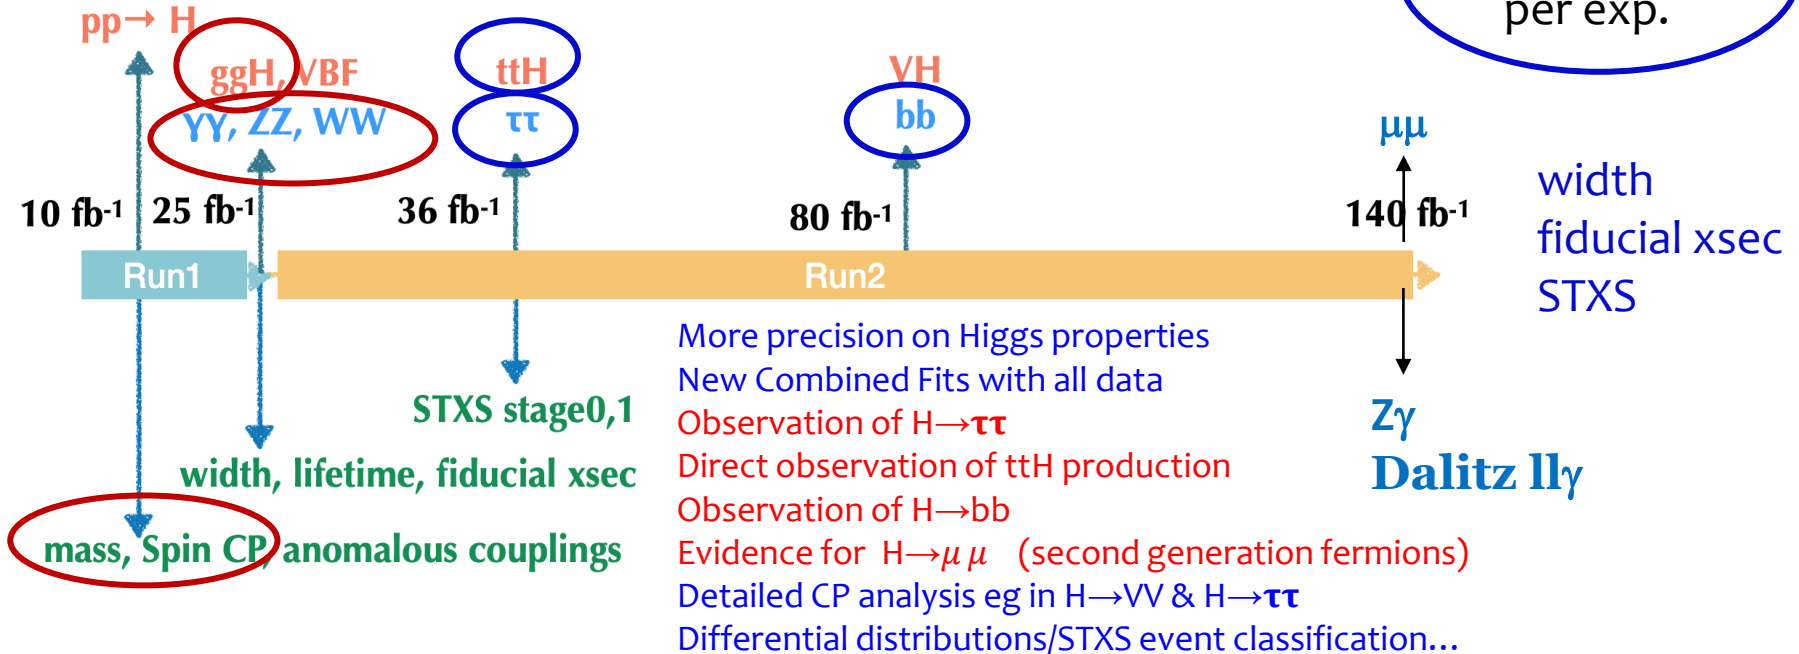 per exp.
pp→ H
ggH, VBF
ttH
VH
γγ, ZZ, WW
ττ
bb
μμ
10 fb-1
25 fb-1
36 fb-1
80 fb-1
140 fb-1
width
fiducial xsec
STXS
Run1
Run2
STXS stage0,1
width, lifetime, fiducial xsec
mass, Spin CP, anomalous couplings
More precision on Higgs properties
New Combined Fits with all data
Observation of H→ττ
Direct observation of ttH production
Observation of H→bb
Evidence for H→μ μ (second generation fermions)
Detailed CP analysis eg in H→VV & H→ττ
Differential distributions/STXS event classification…
Zγ
Dalitz llγ